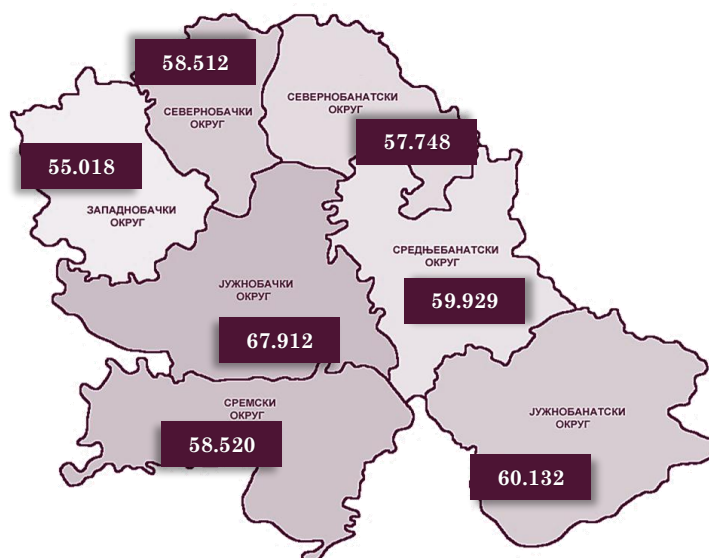 58.512
СЕВЕРНОБАЧКИ
ОКРУГ
СЕВЕРНОБАНАТСКИ
ОКРУГ
57.748
55.018
ЗАПАДНОБАЧКИ
ОКРУГ
СРЕДЊЕБАНАТСКИ
ОКРУГ
59.929
ЈУЖНОБАЧКИ
ОКРУГ
67.912
СРЕМСКИ
ОКРУГ
58.520
ЈУЖНОБАНАТСКИ
ОКРУГ
60.132